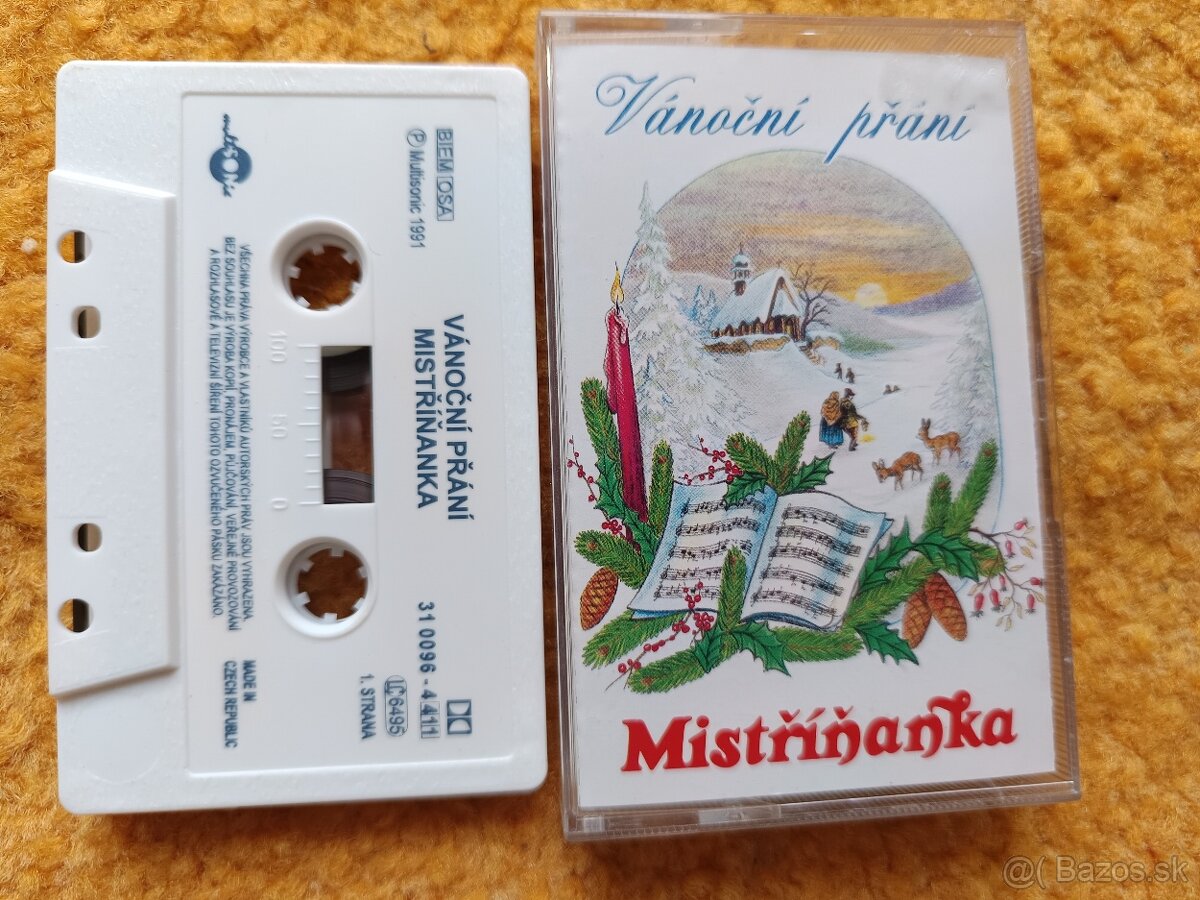 multisonic
BIEM OSA
Ⓟ Multisonic 1991
VÁNOČNÍ PŘÁNÍ
MISTŘÍŇANKA
31 0096-4 411
LC 6495
1. STRANA
100 50 0
VŠECHNA PRÁVA VÝROBCE A VLASTNÍKŮ AUTORSKÝCH PRÁV JSOU VYHRAZENA
BEZ SOUHLASU JE VÝROBA KOPIÍ, PRONÁJEM, PŮJČOVÁNÍ, VEŘEJNÉ PROVOZOVÁNÍ
A ROZHLASOVÉ A TELEVIZNÍ ŠÍŘENÍ TOHOTO OZVUČENÉHO PÁSKU ZAKÁZÁNO.
MADE IN
CZECH REPUBLIC
Vánoční přání
Mistříňanka
@( Bazos.sk